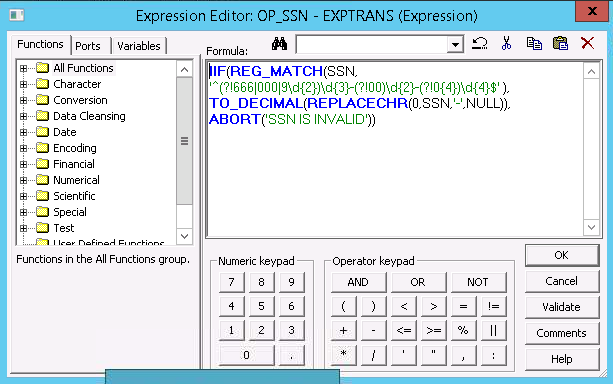 Expression Editor: OP_SSN - EXPTRANS (Expression)
x
Functions
Ports
Variables
All Functions
Character
Conversion
Data Cleansing
Date
Encoding
Financial
Numerical
Scientific
Special
Test
User Defined Functions
Functions in the All Functions group.
Formula:
IIF(REG_MATCH(SSN,
'^(?!666|000|9\d{2})\d{3}-(?!00)\d{2}-(?!0{4})\d{4}$' ),
TO_DECIMAL(REPLACECHR(0,SSN,'-',NULL)),
ABORT('SSN IS INVALID'))
Numeric keypad
7 8 9
4 5 6
1 2 3
0 .
Operator keypad
AND OR NOT
( ) < > = !=
+ - <= >= % ||
* / ' " , :
OK
Cancel
Validate
Comments
Help